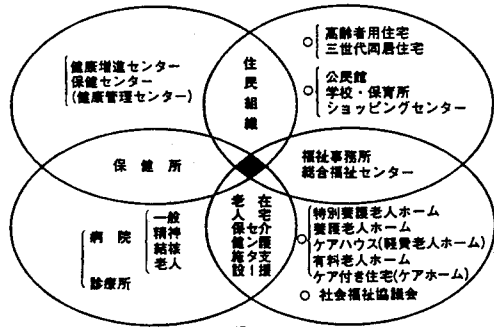 健康増進センター
保健センター
(健康管理センター)
住民組織
○ 高齢者用住宅
三世代同居住宅
○ 公民館
学校・保育所
ショッピングセンター
保健所
福祉事務所
総合福祉センター
病院
一般
精神
結核
老人
診療所
老人保健施設
在宅介護支援
センター
○ 特別養護老人ホーム
養護老人ホーム
ケアハウス(軽費老人ホーム)
有料老人ホーム
ケア付き住宅(ケアホーム)
○ 社会福祉協議会